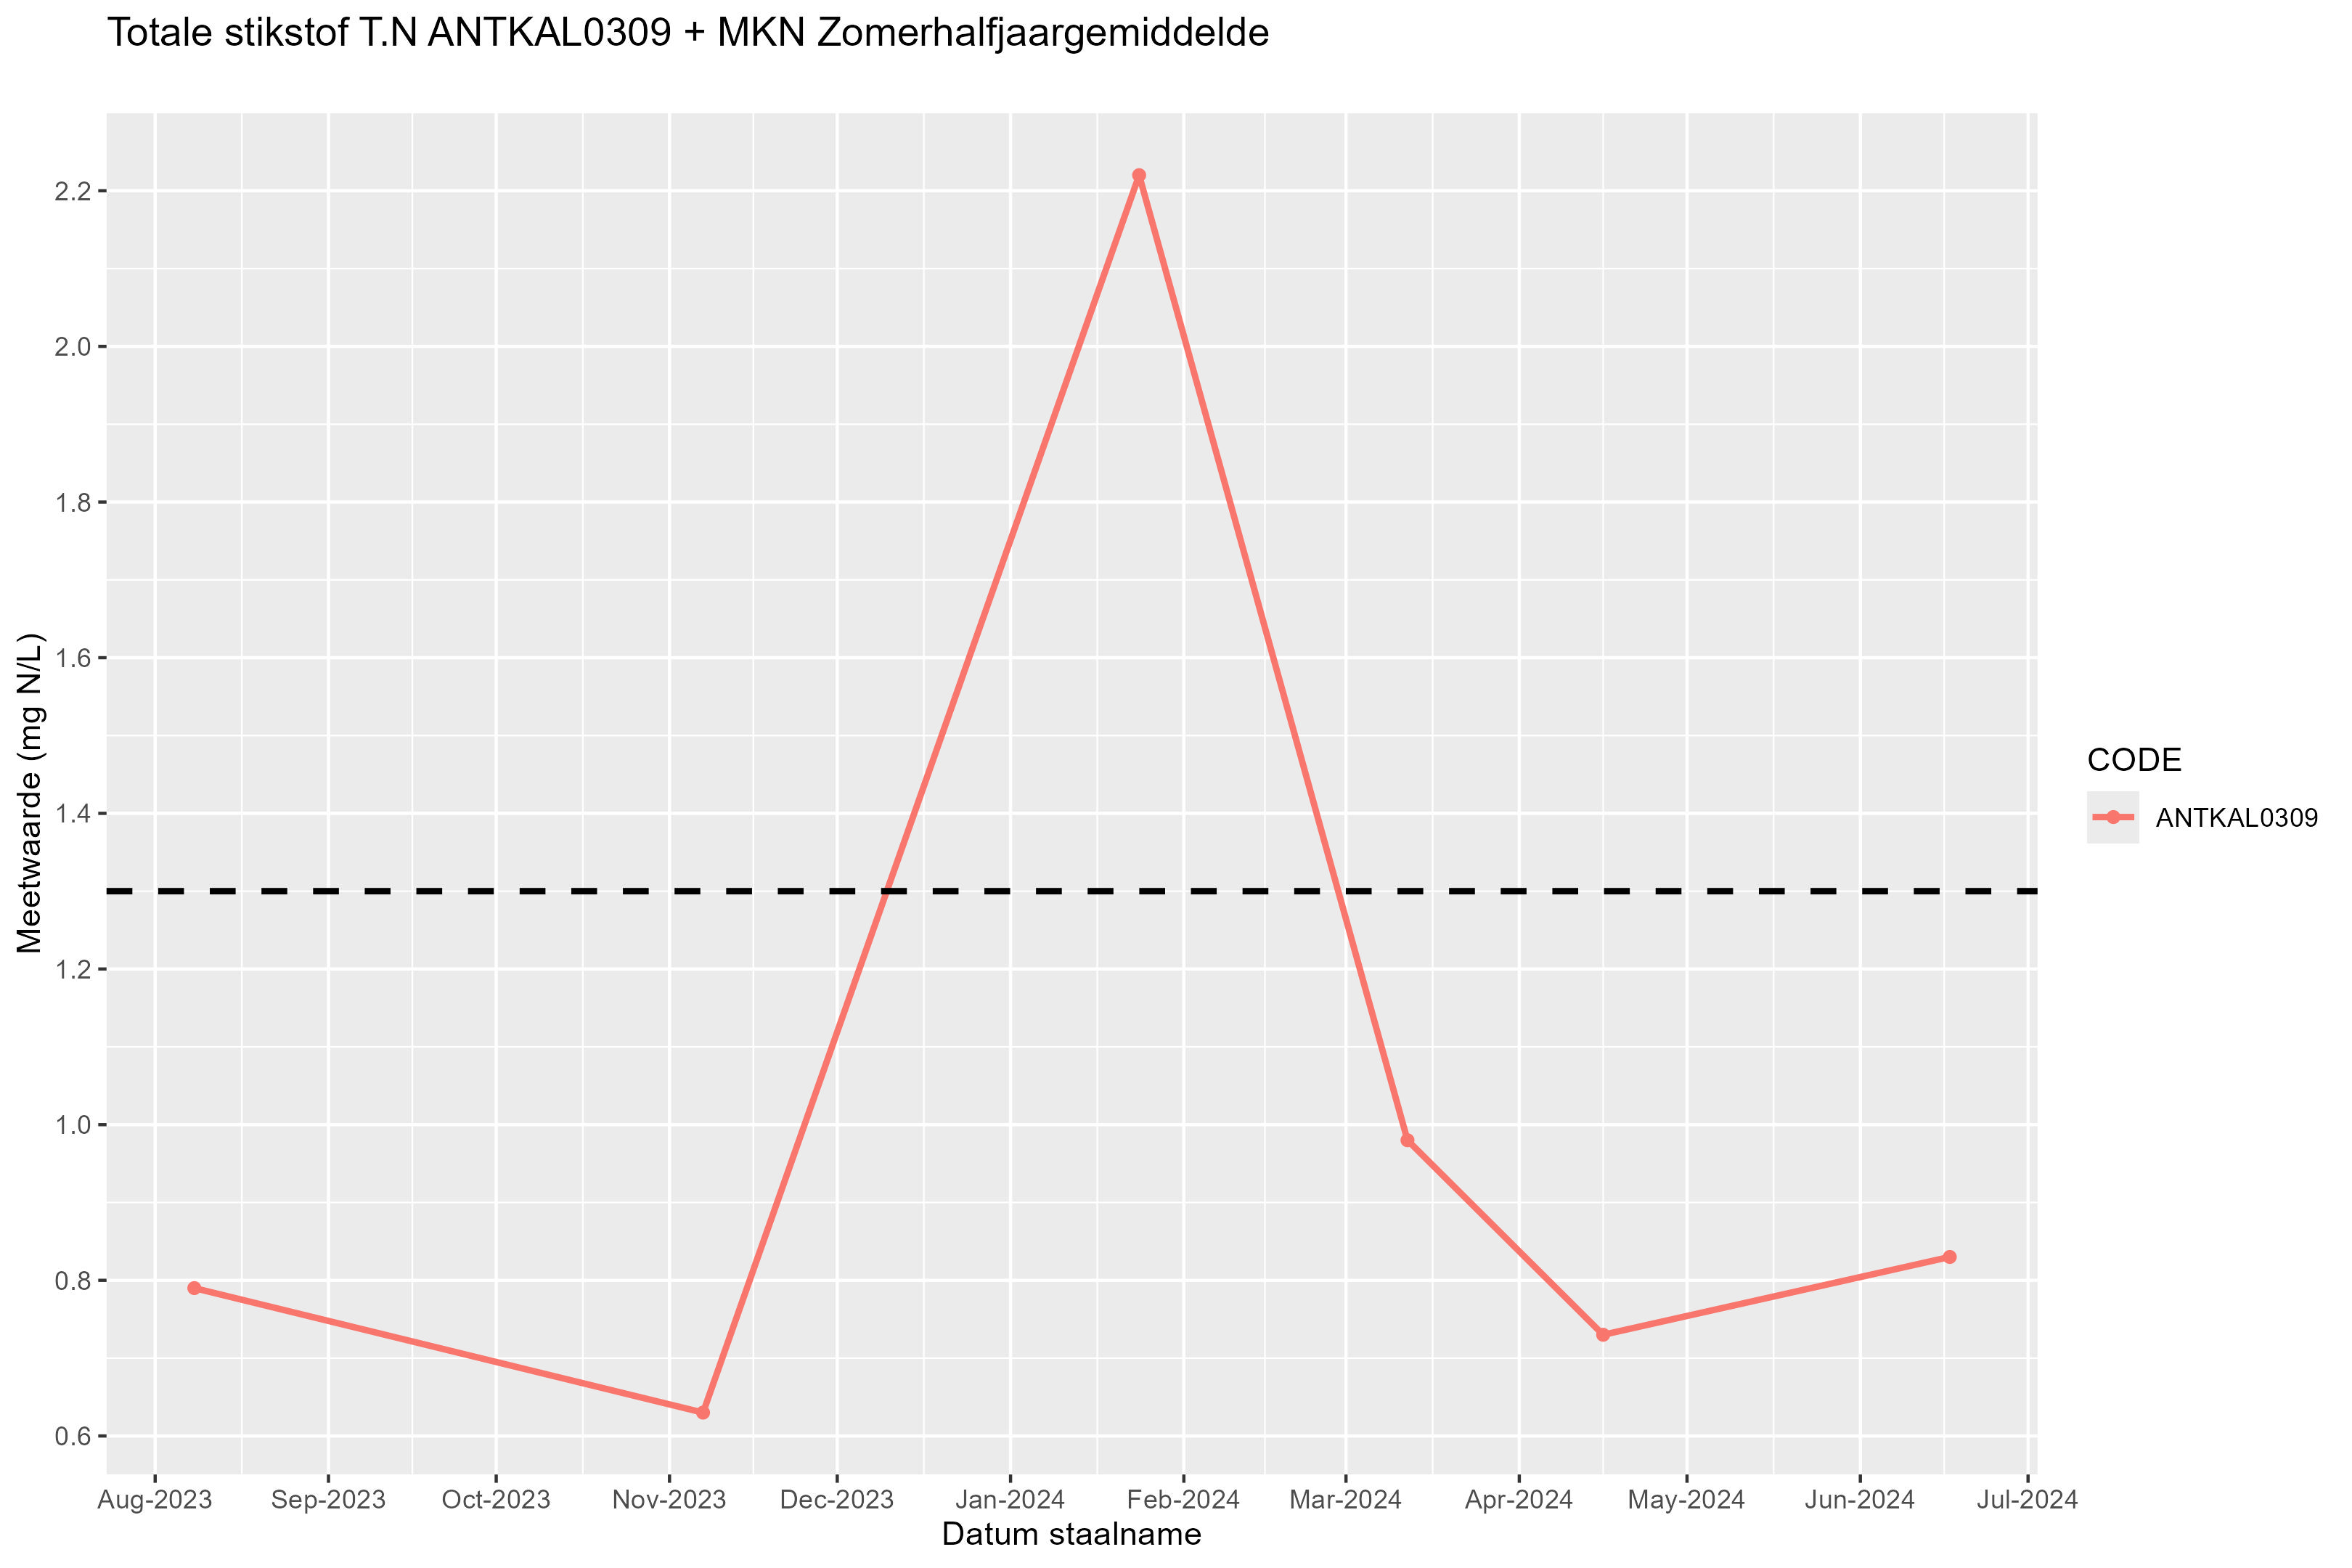 Totale stikstof T.N ANTKAL0309 + MKN Zomerhalfjaargemiddelde
Meetwaarde (mg N/L)
2.2
2.0
1.8
1.6
1.4
1.2
1.0
0.8
0.6
Aug-2023 Sep-2023 Oct-2023 Nov-2023 Dec-2023 Jan-2024 Feb-2024 Mar-2024 Apr-2024 May-2024 Jun-2024 Jul-2024
Datum staalname
CODE
ANTKAL0309